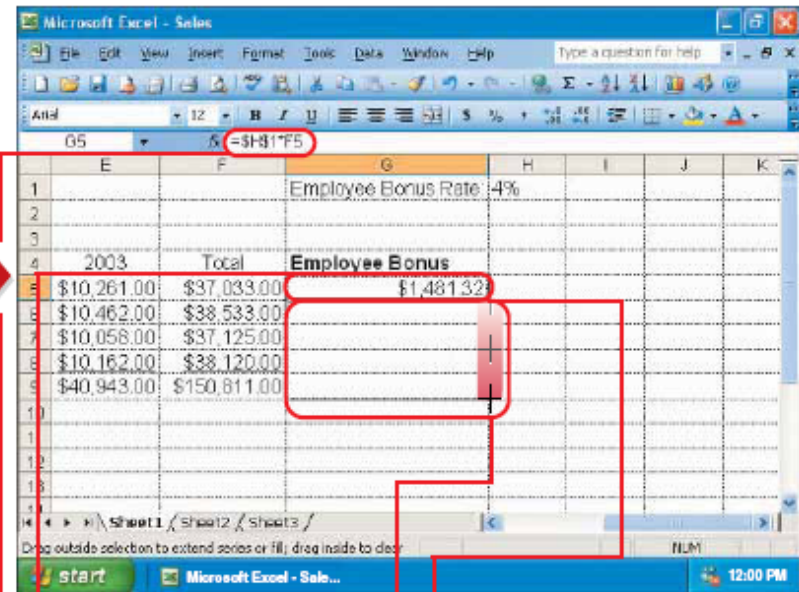 Microsoft Excel - Sales
File Edit View Insert Format Tools Data Window Help Type a question for help
Arial 12 B I U $ % ,
G5 fx =$H$1*F5
E F G H I J K
1 Employee Bonus Rate 4%
2
3
4 2003 Total Employee Bonus
5 $10,261.00 $37,033.00 $1,481.32
6 $10,462.00 $38,533.00
7 $10,058.00 $37,125.00
8 $10,162.00 $38,120.00
9 $40,943.00 $150,811.00
10
11
12
13
Sheet1 / Sheet2 / Sheet3 /
Drag outside selection to extend series or fill; drag inside to clear NUM
start Microsoft Excel - Sale... 12:00 PM